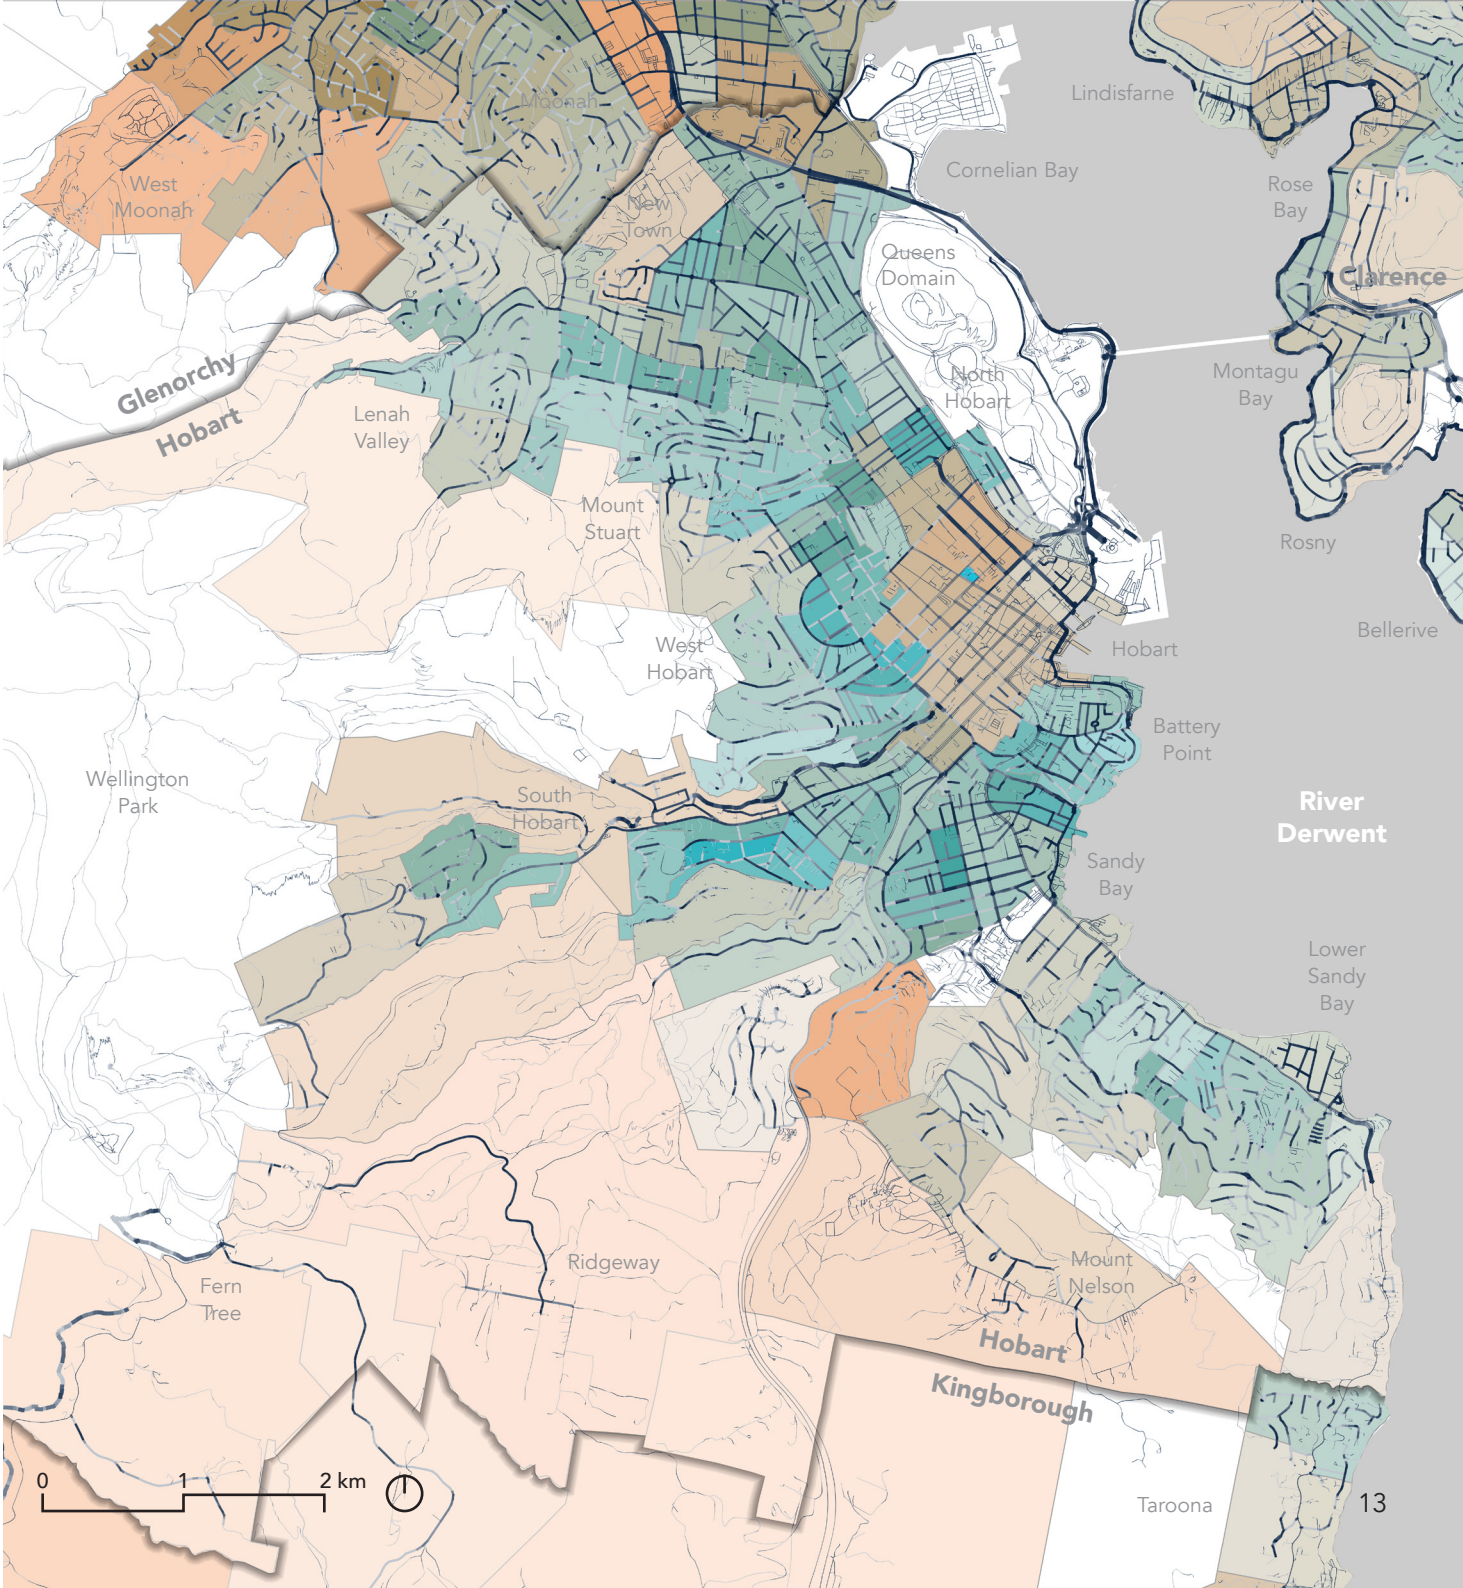 Moonah
Lindisfarne
Cornelian Bay
West
Moonah
Rose
Bay
New
Town
Queens
Domain
Clarence
Glenorchy
Hobart
Lenah
Valley
North
Hobart
Montagu
Bay
Mount
Stuart
Rosny
Bellerive
West
Hobart
Hobart
Battery
Point
Wellington
Park
South
Hobart
River
Derwent
Sandy
Bay
Lower
Sandy
Bay
Ridgeway
Fern
Tree
Mount
Nelson
Hobart
Kingborough
0 1 2 km
Taroona
13